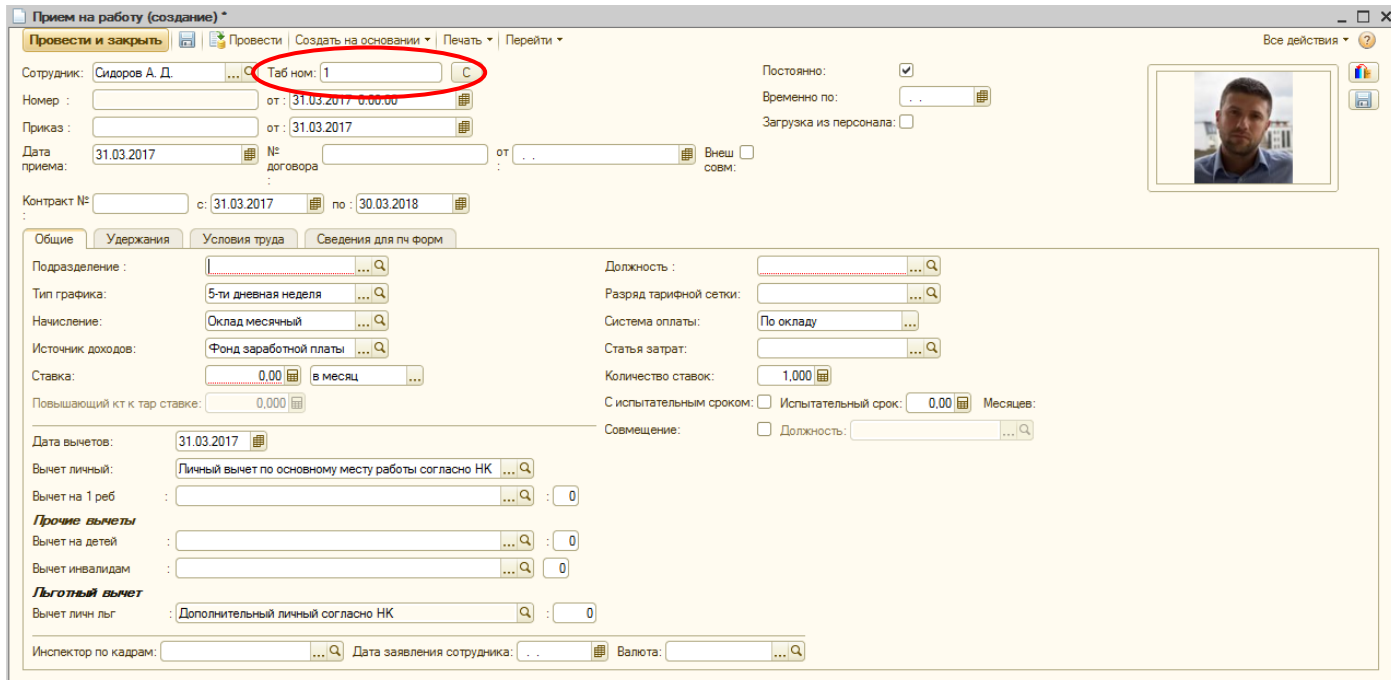 Прием на работу (создание) *
Провести и закрыть Провести Создать на основании Печать Перейти Все действия ?
Сотрудник: Сидоров А. Д. ... Таб ном: 1 С Постоянно:
Номер : от : 31.03.2017 0:00:00 Временно по: . .
Приказ : от : 31.03.2017 Загрузка из персонала:
Дата приема: 31.03.2017 № договора : от : . . Внеш совм:
Контракт № : с: 31.03.2017 по : 30.03.2018
Общие Удержания Условия труда Сведения для пч форм
Подразделение : ... Должность : ...
Тип графика: 5-ти дневная неделя ... Разряд тарифной сетки: ...
Начисление: Оклад месячный ... Система оплаты: По окладу ...
Источник доходов: Фонд заработной платы ... Статья затрат: ...
Ставка: 0,00 в месяц ... Количество ставок: 1,000
Повышающий кт к тар ставке: 0,000 С испытательным сроком: Испытательный срок: 0,00 Месяцев:
Совмещение: Должность: ...
Дата вычетов: 31.03.2017
Вычет личный: Личный вычет по основному месту работы согласно НК ...
Вычет на 1 реб : ... : 0
Прочие вычеты
Вычет на детей : ... : 0
Вычет инвалидам : ... 0
Льготный вычет
Вычет личн льг : Дополнительный личный согласно НК : 0
Инспектор по кадрам: ... Дата заявления сотрудника: . . Валюта: ...